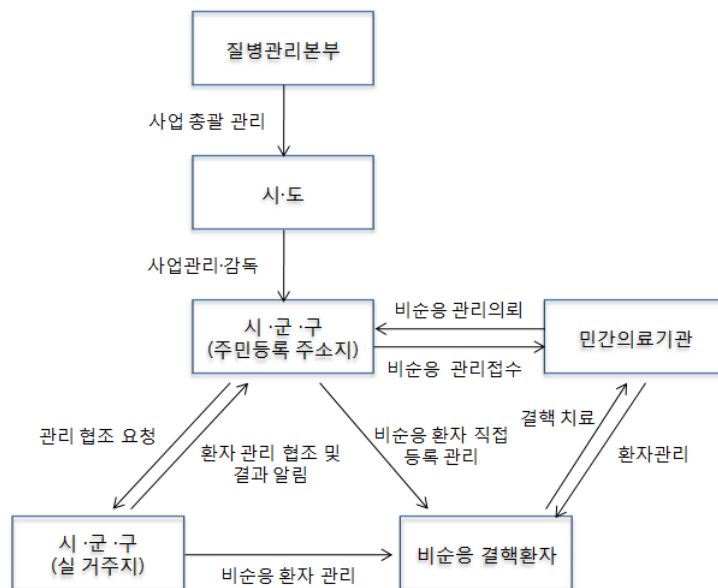 질병관리본부
사업 총괄 관리
시·도
사업관리·감독
시 ·군 ·구
(주민등록 주소지)
비순응 관리의뢰
민간의료기관
비순응  관리접수
관리 협조 요청
환자 관리 협조 및
결과 알림
비순응 환자 직접
등록 관리
결핵 치료
환자관리
시 ·군 ·구
(실 거주지)
비순응 환자 관리
비순응 결핵환자